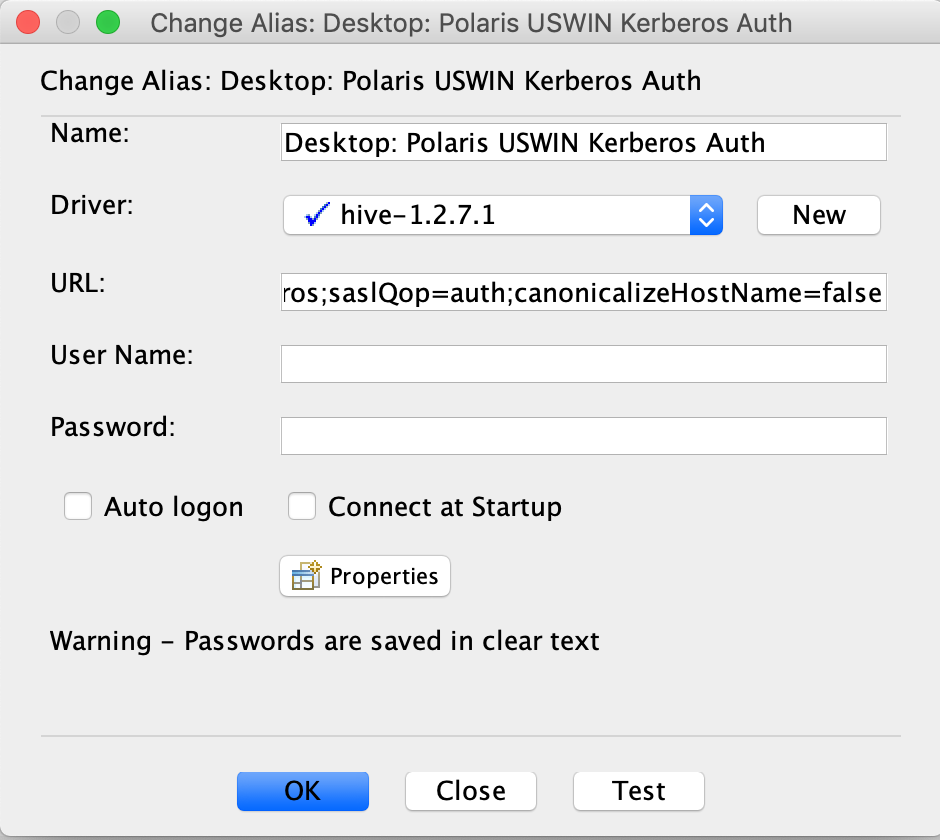 Change Alias: Desktop: Polaris USWIN Kerberos Auth
Change Alias: Desktop: Polaris USWIN Kerberos Auth
Name: Desktop: Polaris USWIN Kerberos Auth
Driver: hive-1.2.7.1 New
URL: ros;saslQop=auth;canonicalizeHostName=false
User Name:
Password:
Auto logon Connect at Startup
Properties
Warning – Passwords are saved in clear text
OK Close Test